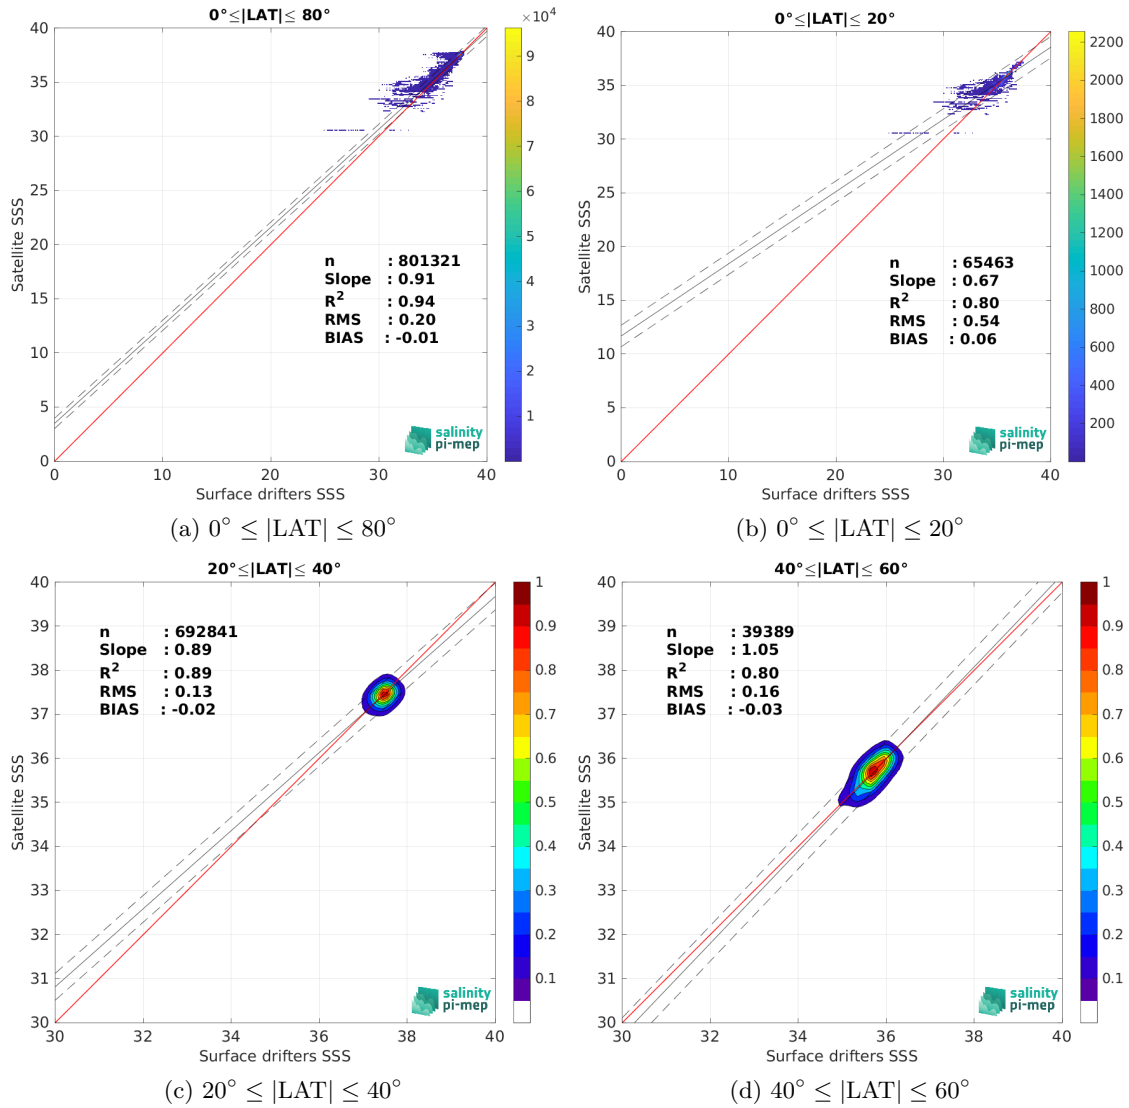 0°≤|LAT|≤ 80°
×10⁴
40
35
30
25
20
15
10
5
0
0
10
20
30
40
Satellite SSS
Surface drifters SSS
n : 801321
Slope : 0.91
R² : 0.94
RMS : 0.20
BIAS : -0.01
salinity
pi-mep
9
8
7
6
5
4
3
2
1
(a) 0° ≤ |LAT| ≤ 80°
0°≤|LAT|≤ 20°
40
35
30
25
20
15
10
5
0
0
10
20
30
40
Satellite SSS
Surface drifters SSS
n : 65463
Slope : 0.67
R² : 0.80
RMS : 0.54
BIAS : 0.06
salinity
pi-mep
2200
2000
1800
1600
1400
1200
1000
800
600
400
200
(b) 0° ≤ |LAT| ≤ 20°
20°≤|LAT|≤ 40°
40
39
38
37
36
35
34
33
32
31
30
30
32
34
36
38
40
Satellite SSS
Surface drifters SSS
n : 692841
Slope : 0.89
R² : 0.89
RMS : 0.13
BIAS : -0.02
salinity
pi-mep
1
0.9
0.8
0.7
0.6
0.5
0.4
0.3
0.2
0.1
(c) 20° ≤ |LAT| ≤ 40°
40°≤|LAT|≤ 60°
40
39
38
37
36
35
34
33
32
31
30
30
32
34
36
38
40
Satellite SSS
Surface drifters SSS
n : 39389
Slope : 1.05
R² : 0.80
RMS : 0.16
BIAS : -0.03
salinity
pi-mep
1
0.9
0.8
0.7
0.6
0.5
0.4
0.3
0.2
0.1
(d) 40° ≤ |LAT| ≤ 60°